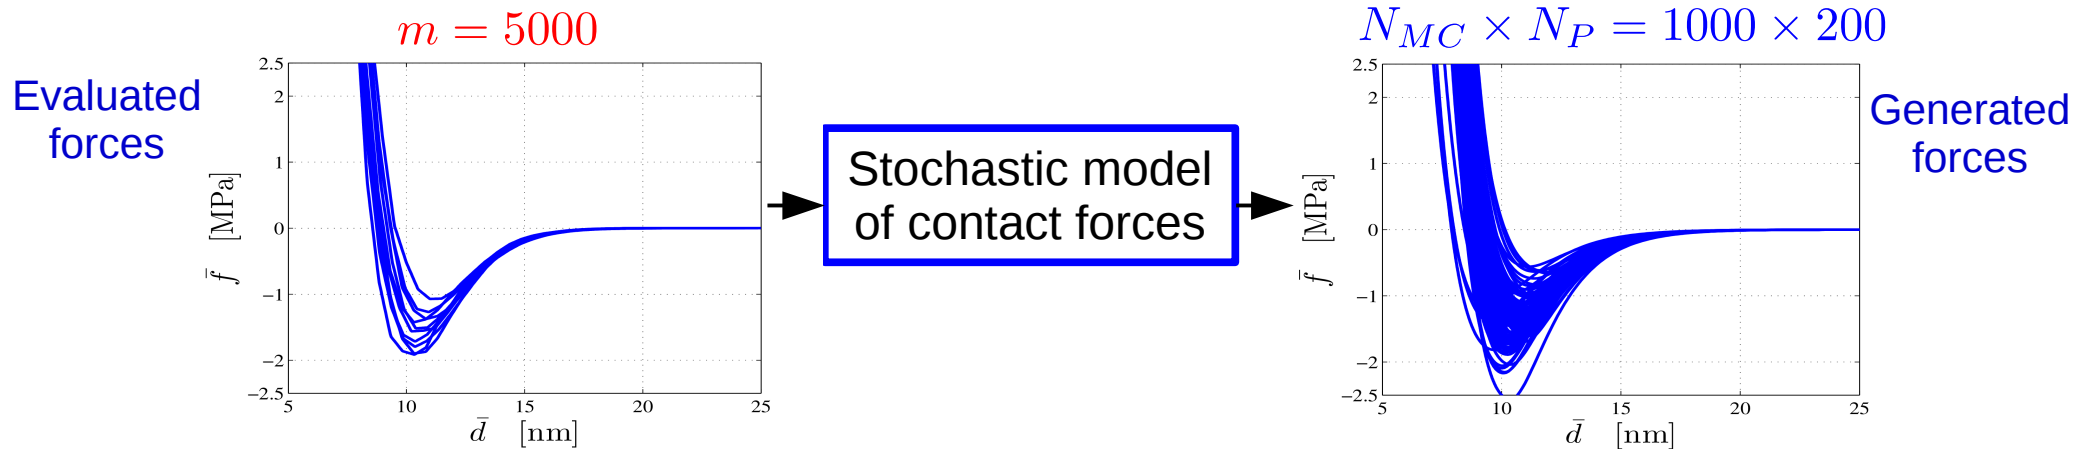 m = 5000
Evaluated
forces
2.5
2
1
0
−1
−2
−2.5
f̄ [MPa]
5 10 15 20 25
d̄ [nm]
Stochastic model
of contact forces
N_{MC} × N_P = 1000 × 200
2.5
2
1
0
−1
−2
−2.5
f̄ [MPa]
5 10 15 20 25
d̄ [nm]
Generated
forces